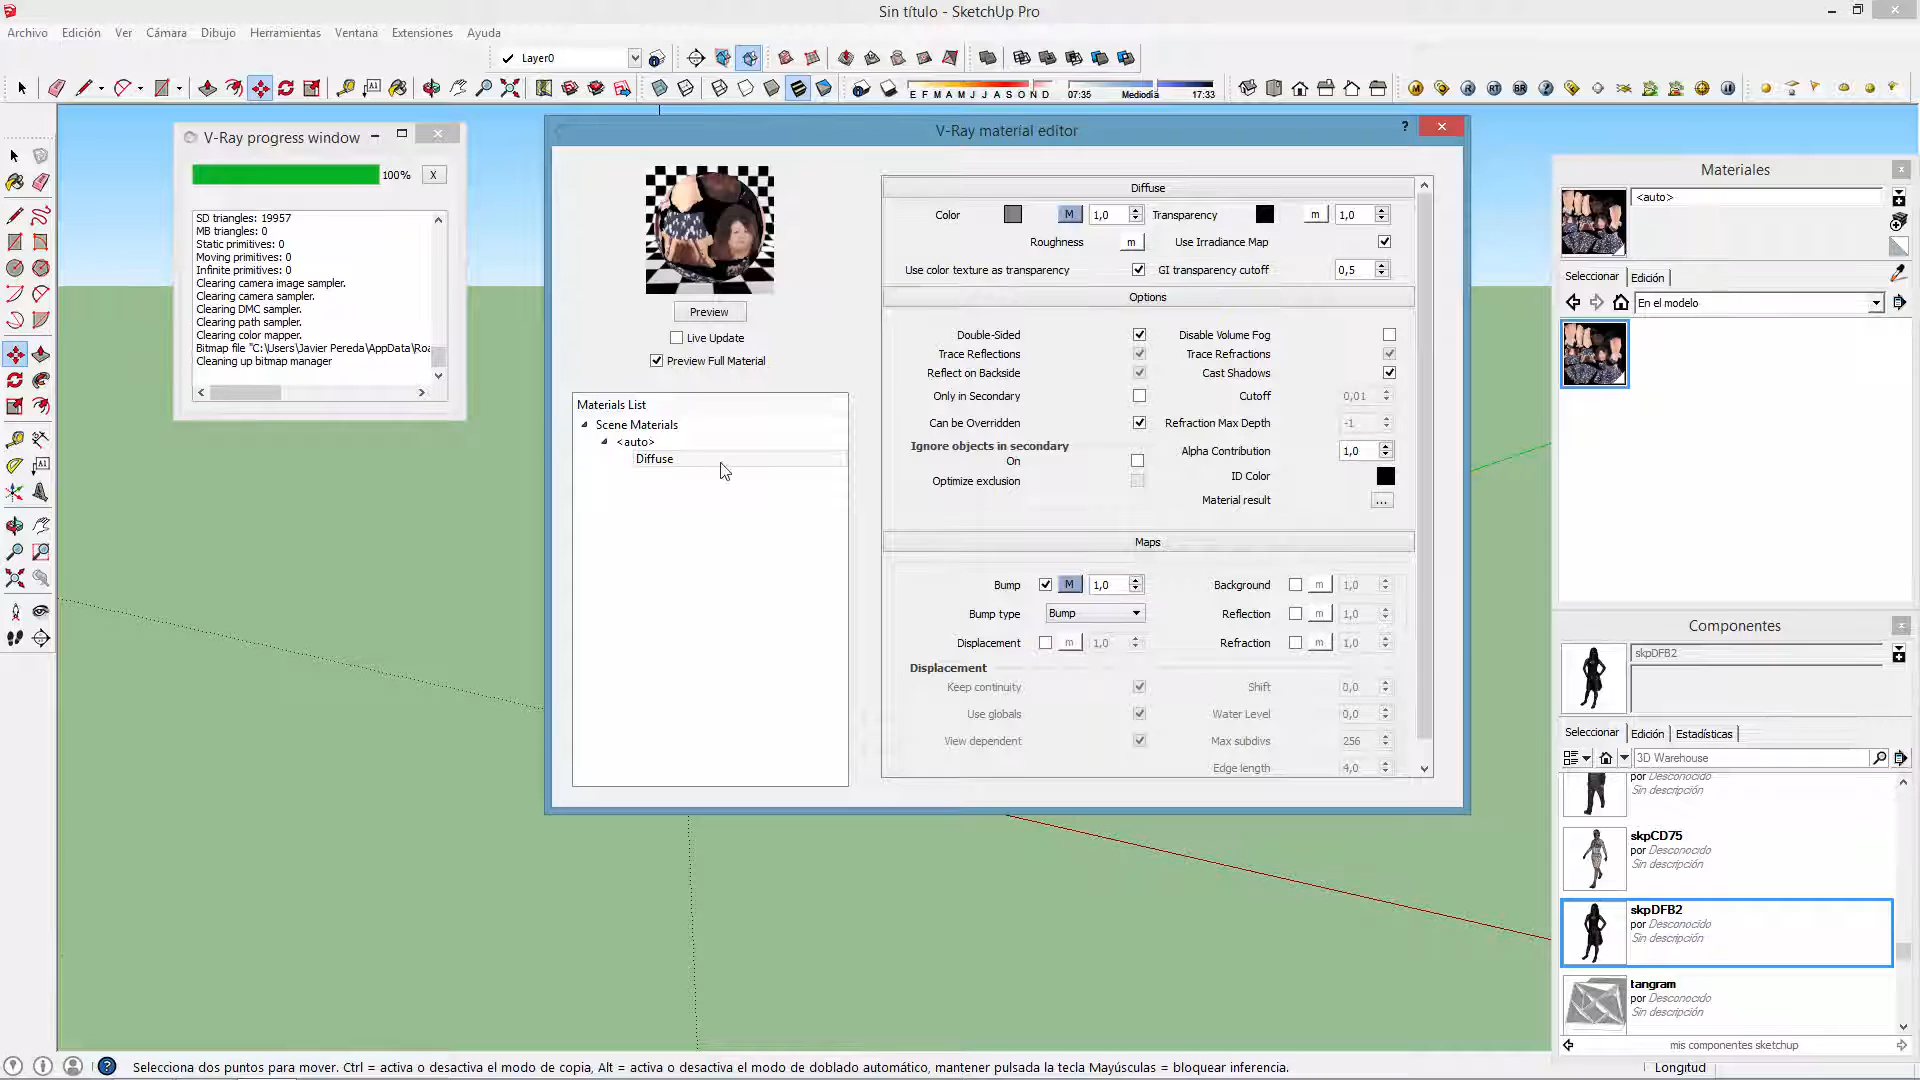 Sin título - SketchUp Pro
Archivo Edición Ver Cámara Dibujo Herramientas Ventana Extensiones Ayuda
Layer0
E F M A M J J A S O N D 07:35 Mediodía 17:33
V-Ray progress window
100% X
SD triangles: 19957
MB triangles: 0
Static primitives: 0
Moving primitives: 0
Infinite primitives: 0
Clearing camera image sampler.
Clearing camera sampler.
Clearing DMC sampler.
Clearing path sampler.
Clearing color mapper.
Bitmap file "C:\Users\Javier Pereda\AppData\Roa
Cleaning up bitmap manager
V-Ray material editor
?
Preview
Live Update
Preview Full Material
Materials List
Scene Materials
<auto>
Diffuse
Diffuse
Color M 1,0 Transparency m 1,0
Roughness m Use Irradiance Map
Use color texture as transparency GI transparency cutoff 0,5
Options
Double-Sided Disable Volume Fog
Trace Reflections Trace Refractions
Reflect on Backside Cast Shadows
Only in Secondary Cutoff 0,01
Can be Overridden Refraction Max Depth -1
Ignore objects in secondary
On
Alpha Contribution 1,0
Optimize exclusion ID Color
Material result ...
Maps
Bump M 1,0 Background m 1,0
Bump type Bump Reflection m 1,0
Displacement m 1,0 Refraction m 1,0
Displacement
Keep continuity Shift 0,0
Use globals Water Level 0,0
View dependent Max subdivs 256
Edge length 4,0
Materiales
<auto>
Seleccionar Edición
En el modelo
Componentes
skpDFB2
Seleccionar Edición Estadísticas
3D Warehouse
por Desconocido
Sin descripción
skpCD75
por Desconocido
Sin descripción
skpDFB2
por Desconocido
Sin descripción
tangram
por Desconocido
Sin descripción
mis componentes sketchup
Selecciona dos puntos para mover. Ctrl = activa o desactiva el modo de copia, Alt = activa o desactiva el modo de doblado automático, mantener pulsada la tecla Mayúsculas = bloquear inferencia.
Longitud